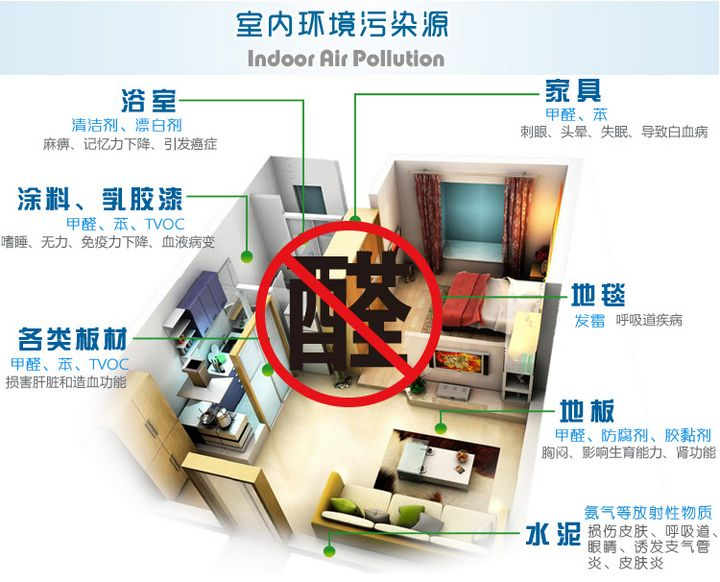 室内环境污染源
Indoor Air Pollution
浴室
清洁剂、漂白剂
麻痹、记忆力下降、引发癌症
家具
甲醛、苯
刺眼、头晕、失眠、导致白血病
涂料、乳胶漆
甲醛、苯、TVOC
嗜睡、无力、免疫力下降、血液病变
醛
地毯
发霉 呼吸道疾病
各类板材
甲醛、苯、TVOC
损害肝脏和造血功能
地板
甲醛、防腐剂、胶黏剂
胸闷、影响生育能力、肾功能
水泥
氨气等放射性物质
损伤皮肤、呼吸道、
眼睛、诱发支气管
炎、皮肤炎